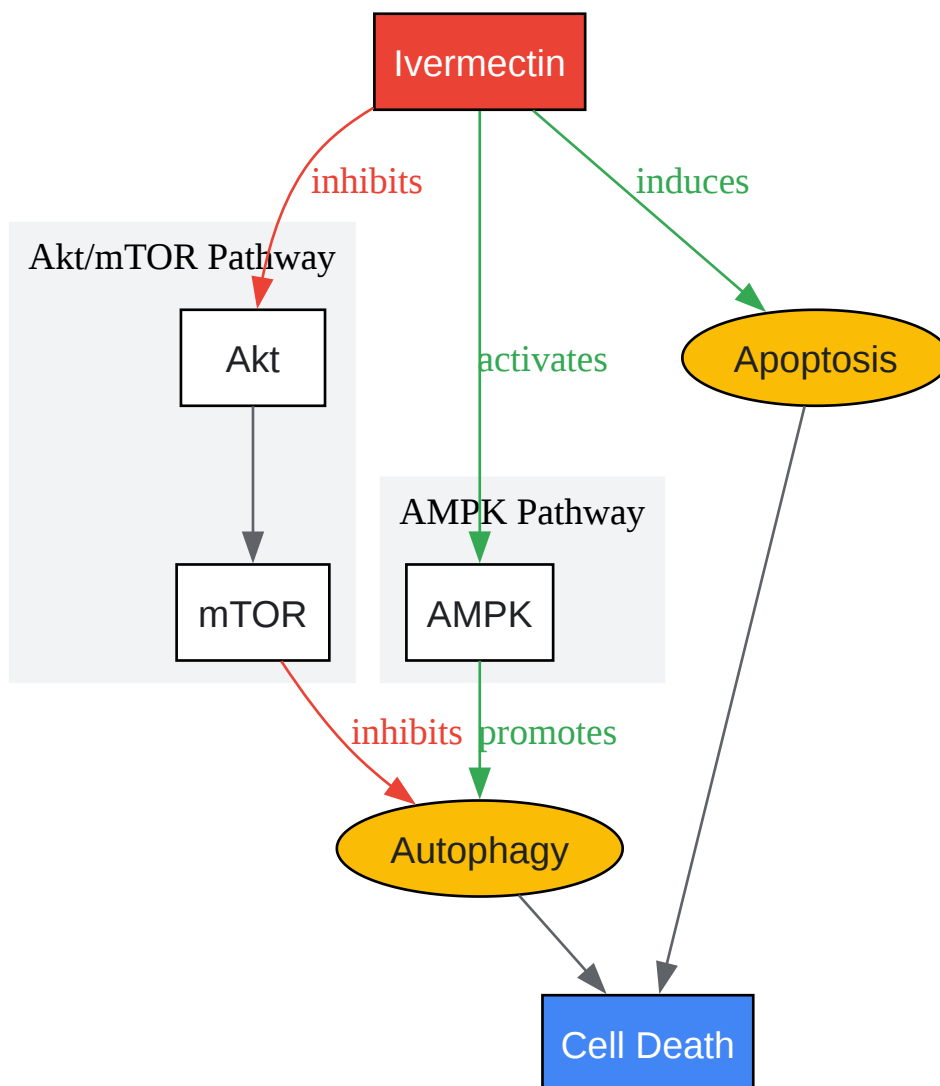 Ivermectin
inhibits
induces
Akt/mTOR Pathway
Akt
activates
Apoptosis
AMPK Pathway
mTOR
AMPK
inhibits
promotes
Autophagy
Cell Death